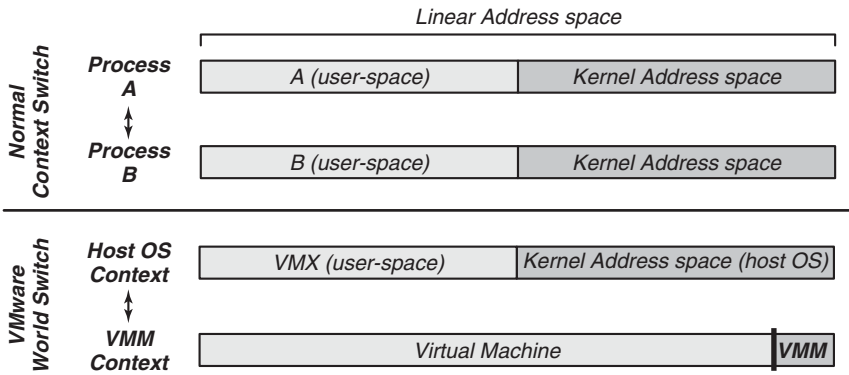 Linear Address space
Normal
Context Switch
Process
A
A (user-space)
Kernel Address space
Process
B
B (user-space)
Kernel Address space
VMware
World Switch
Host OS
Context
VMX (user-space)
Kernel Address space (host OS)
VMM
Context
Virtual Machine
VMM